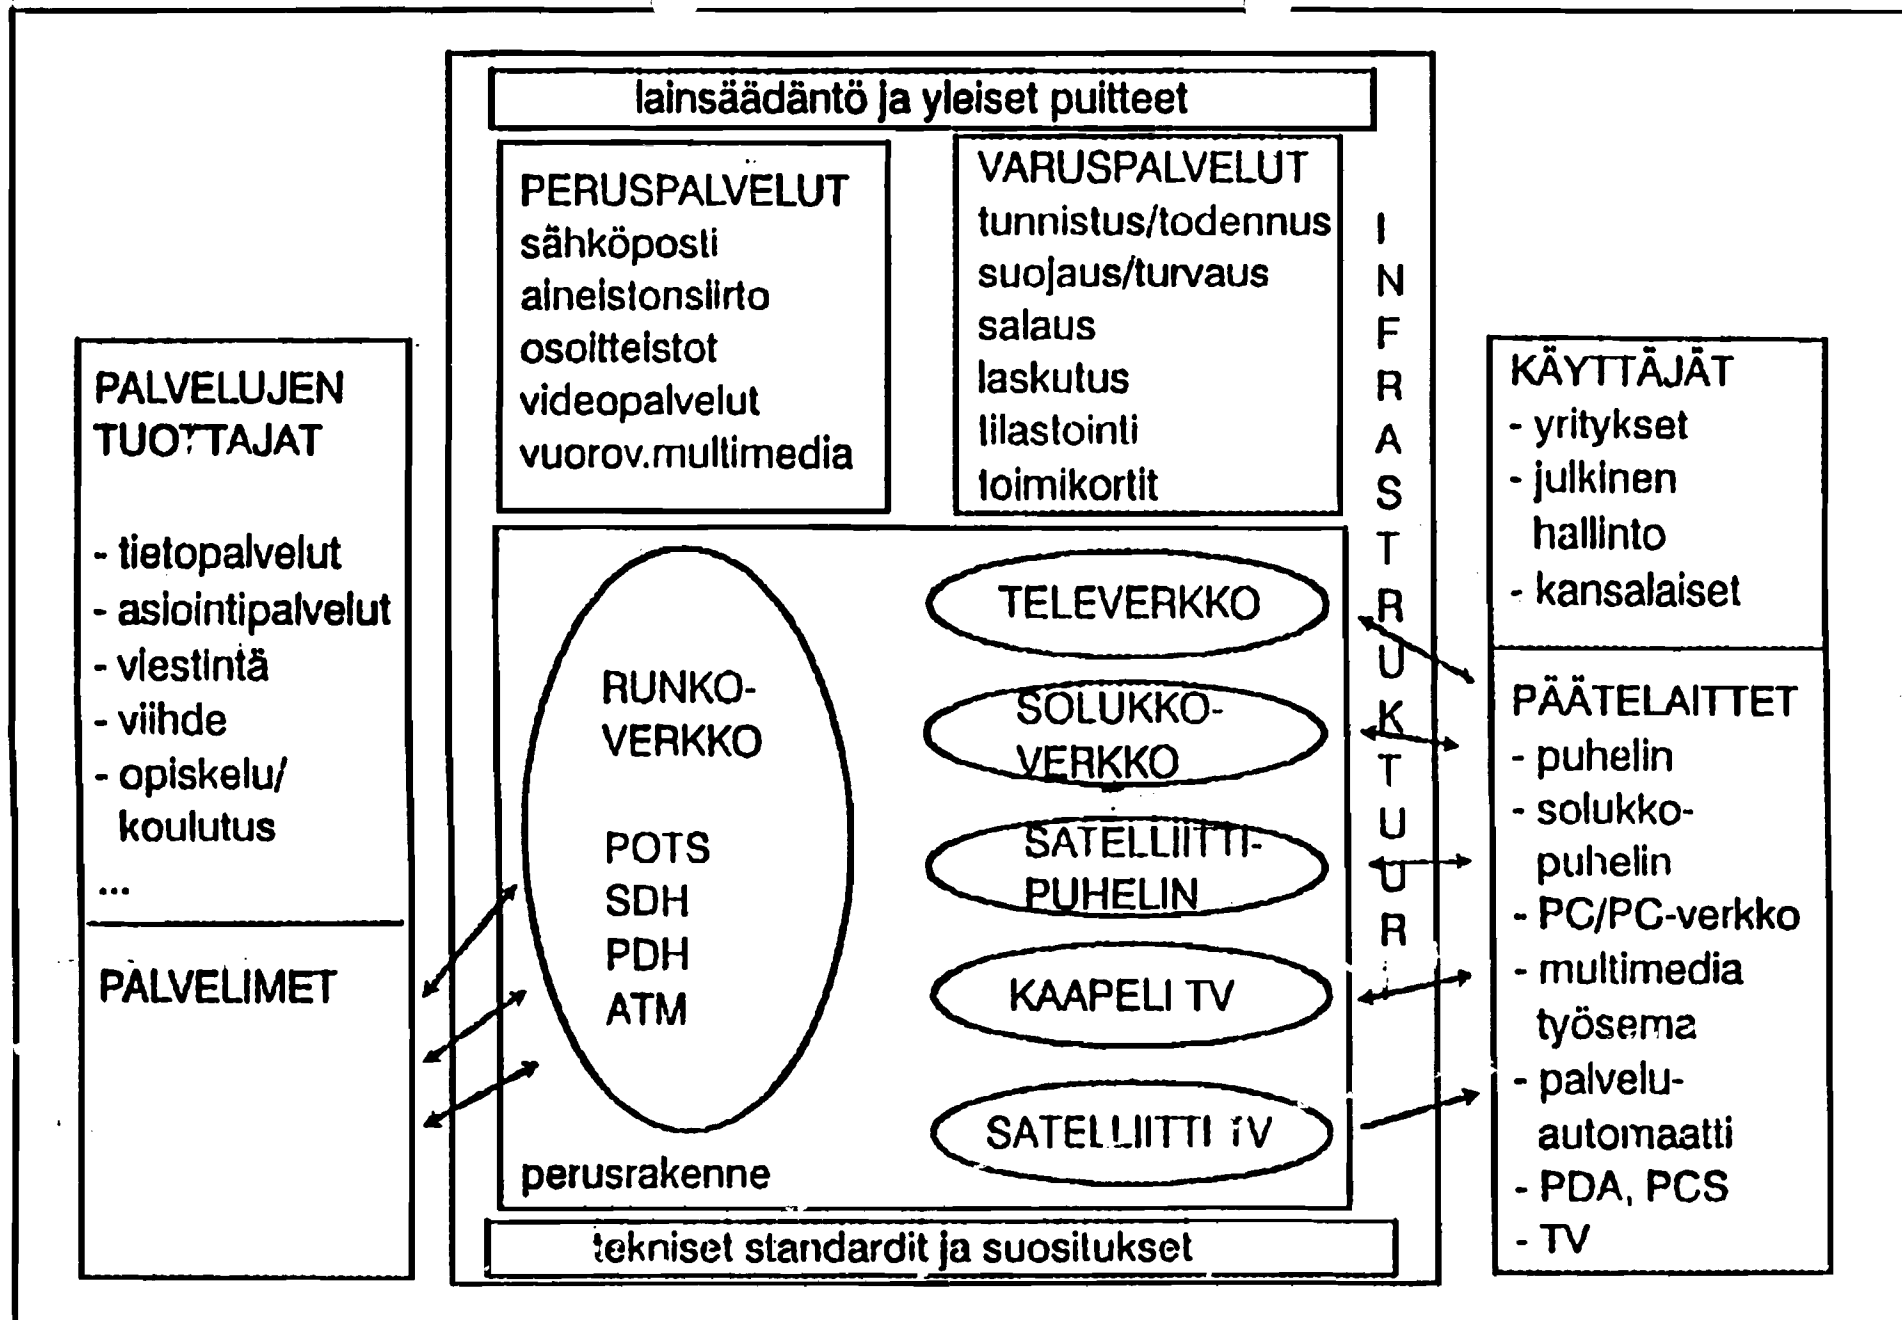 lainsäädäntö ja yleiset puitteet
PERUSPALVELUT
sähköposti
aineistonsiirto
osoitteistot
videopalvelut
vuorov.multimedia
VARUSPALVELUT
tunnistus/todennus
suojaus/turvaus
salaus
laskutus
tilastointi
toimikortit
INFRASTRUKTUURI
PALVELUJEN
TUOTTAJAT
- tietopalvelut
- asiointipalvelut
- viestintä
- viihde
- opiskelu/
koulutus
...
PALVELIMET
RUNKO-
VERKKO
POTS
SDH
PDH
ATM
perusrakenne
TELEVERKKO
SOLUKKO-
VERKKO
SATELLIITTI-
PUHELIN
KAAPELI TV
SATELLIITTI TV
tekniset standardit ja suositukset
KÄYTTÄJÄT
- yritykset
- julkinen
hallinto
- kansalaiset
PÄÄTELAITTET
- puhelin
- solukko-
puhelin
- PC/PC-verkko
- multimedia
työsema
- palvelu-
automaatti
- PDA, PCS
- TV